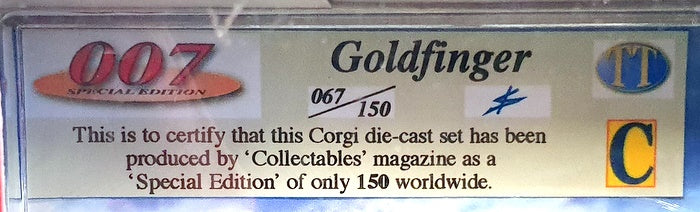 007
SPECIAL EDITION
Goldfinger
TT
067/150
This is to certify that this Corgi die-cast set has been
produced by ‘Collectables’ magazine as a
‘Special Edition’ of only 150 worldwide.
C